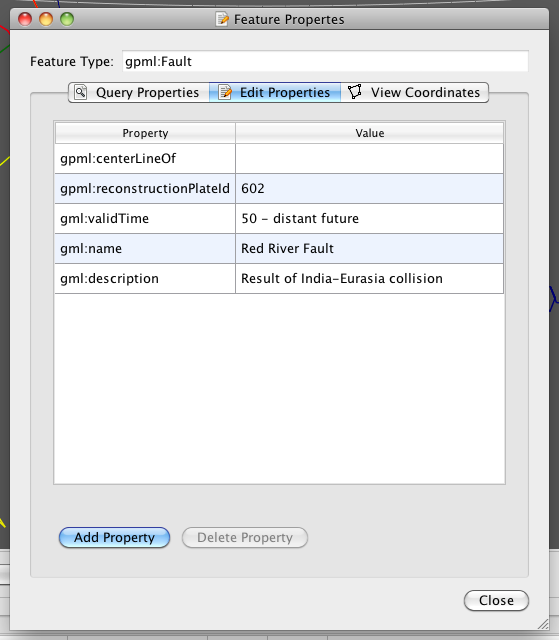 Feature Propertes
Feature Type: gpml:Fault
Query Properties Edit Properties View Coordinates
Property Value
gpml:centerLineOf
gpml:reconstructionPlateId 602
gml:validTime 50 - distant future
gml:name Red River Fault
gml:description Result of India-Eurasia collision
Add Property Delete Property
Close